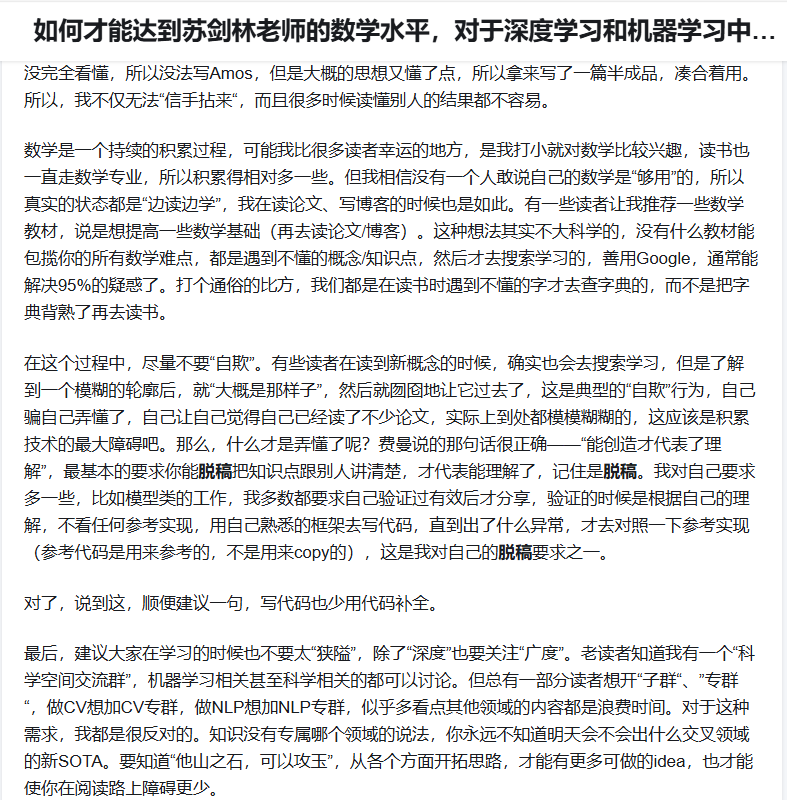 如何才能达到苏剑林老师的数学水平，对于深度学习和机器学习中...
没完全看懂，所以没法写Amos，但是大概的思想又懂了点，所以拿来写了一篇半成品，凑合着用。
所以，我不仅无法“信手拈来“，而且很多时候读懂别人的结果都不容易。
数学是一个持续的积累过程，可能我比很多读者幸运的地方，是我打小就对数学比较兴趣，读书也
一直走数学专业，所以积累得相对多一些。但我相信没有一个人敢说自己的数学是“够用”的，所以
真实的状态都是“边读边学”，我在读论文、写博客的时候也是如此。有一些读者让我推荐一些数学
教材，说是想提高一些数学基础（再去读论文/博客）。这种想法其实不大科学的，没有什么教材能
包揽你的所有数学难点，都是遇到不懂的概念/知识点，然后才去搜索学习的，善用Google，通常能
解决95%的疑惑了。打个通俗的比方，我们都是在读书时遇到不懂的字才去查字典的，而不是把字
典背熟了再去读书。
在这个过程中，尽量不要“自欺”。有些读者在读到新概念的时候，确实也会去搜索学习，但是了解
到一个模糊的轮廓后，就“大概是那样子”，然后就囫囵地让它过去了，这是典型的“自欺”行为，自己
骗自己弄懂了，自己让自己觉得自己已经读了不少论文，实际上到处都模模糊糊的，这应该是积累
技术的最大障碍吧。那么，什么才是弄懂了呢？费曼说的那句话很正确——“能创造才代表了理
解”，最基本的要求你能脱稿把知识点跟别人讲清楚，才代表能理解了，记住是脱稿。我对自己要求
多一些，比如模型类的工作，我多数都要求自己验证过有效后才分享，验证的时候是根据自己的理
解，不看任何参考实现，用自己熟悉的框架去写代码，直到出了什么异常，才去对照一下参考实现
（参考代码是用来参考的，不是用来copy的），这是我对自己的脱稿要求之一。
对了，说到这，顺便建议一句，写代码也少用代码补全。
最后，建议大家在学习的时候也不要太“狭隘”，除了“深度”也要关注“广度”。老读者知道我有一个“科
学空间交流群”，机器学习相关甚至科学相关的都可以讨论。但总有一部分读者想开“子群“、”专群
“，做CV想加CV专群，做NLP想加NLP专群，似乎多看点其他领域的内容都是浪费时间。对于这种
需求，我都是很反对的。知识没有专属哪个领域的说法，你永远不知道明天会不会出什么交叉领域
的新SOTA。要知道“他山之石，可以攻玉”，从各个方面开拓思路，才能有更多可做的idea，也才能
使你在阅读路上障碍更少。